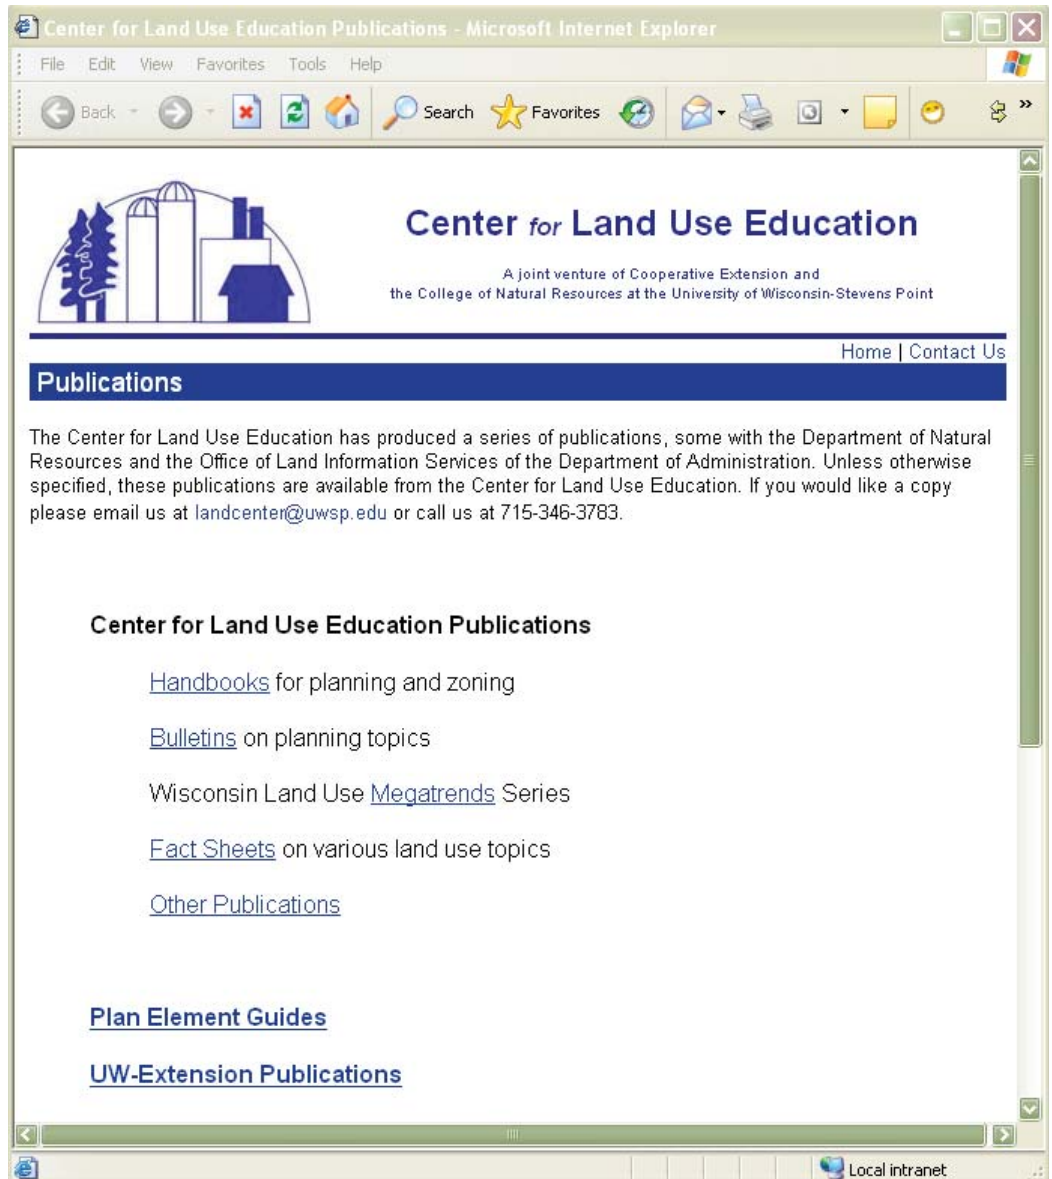 Center for Land Use Education Publications - Microsoft Internet Explorer
File Edit View Favorites Tools Help
Back Search Favorites »
Center for Land Use Education
A joint venture of Cooperative Extension and
the College of Natural Resources at the University of Wisconsin-Stevens Point
Home | Contact Us
Publications
The Center for Land Use Education has produced a series of publications, some with the Department of Natural
Resources and the Office of Land Information Services of the Department of Administration. Unless otherwise
specified, these publications are available from the Center for Land Use Education. If you would like a copy
please email us at landcenter@uwsp.edu or call us at 715-346-3783.
Center for Land Use Education Publications
Handbooks for planning and zoning
Bulletins on planning topics
Wisconsin Land Use Megatrends Series
Fact Sheets on various land use topics
Other Publications
Plan Element Guides
UW-Extension Publications
Local intranet